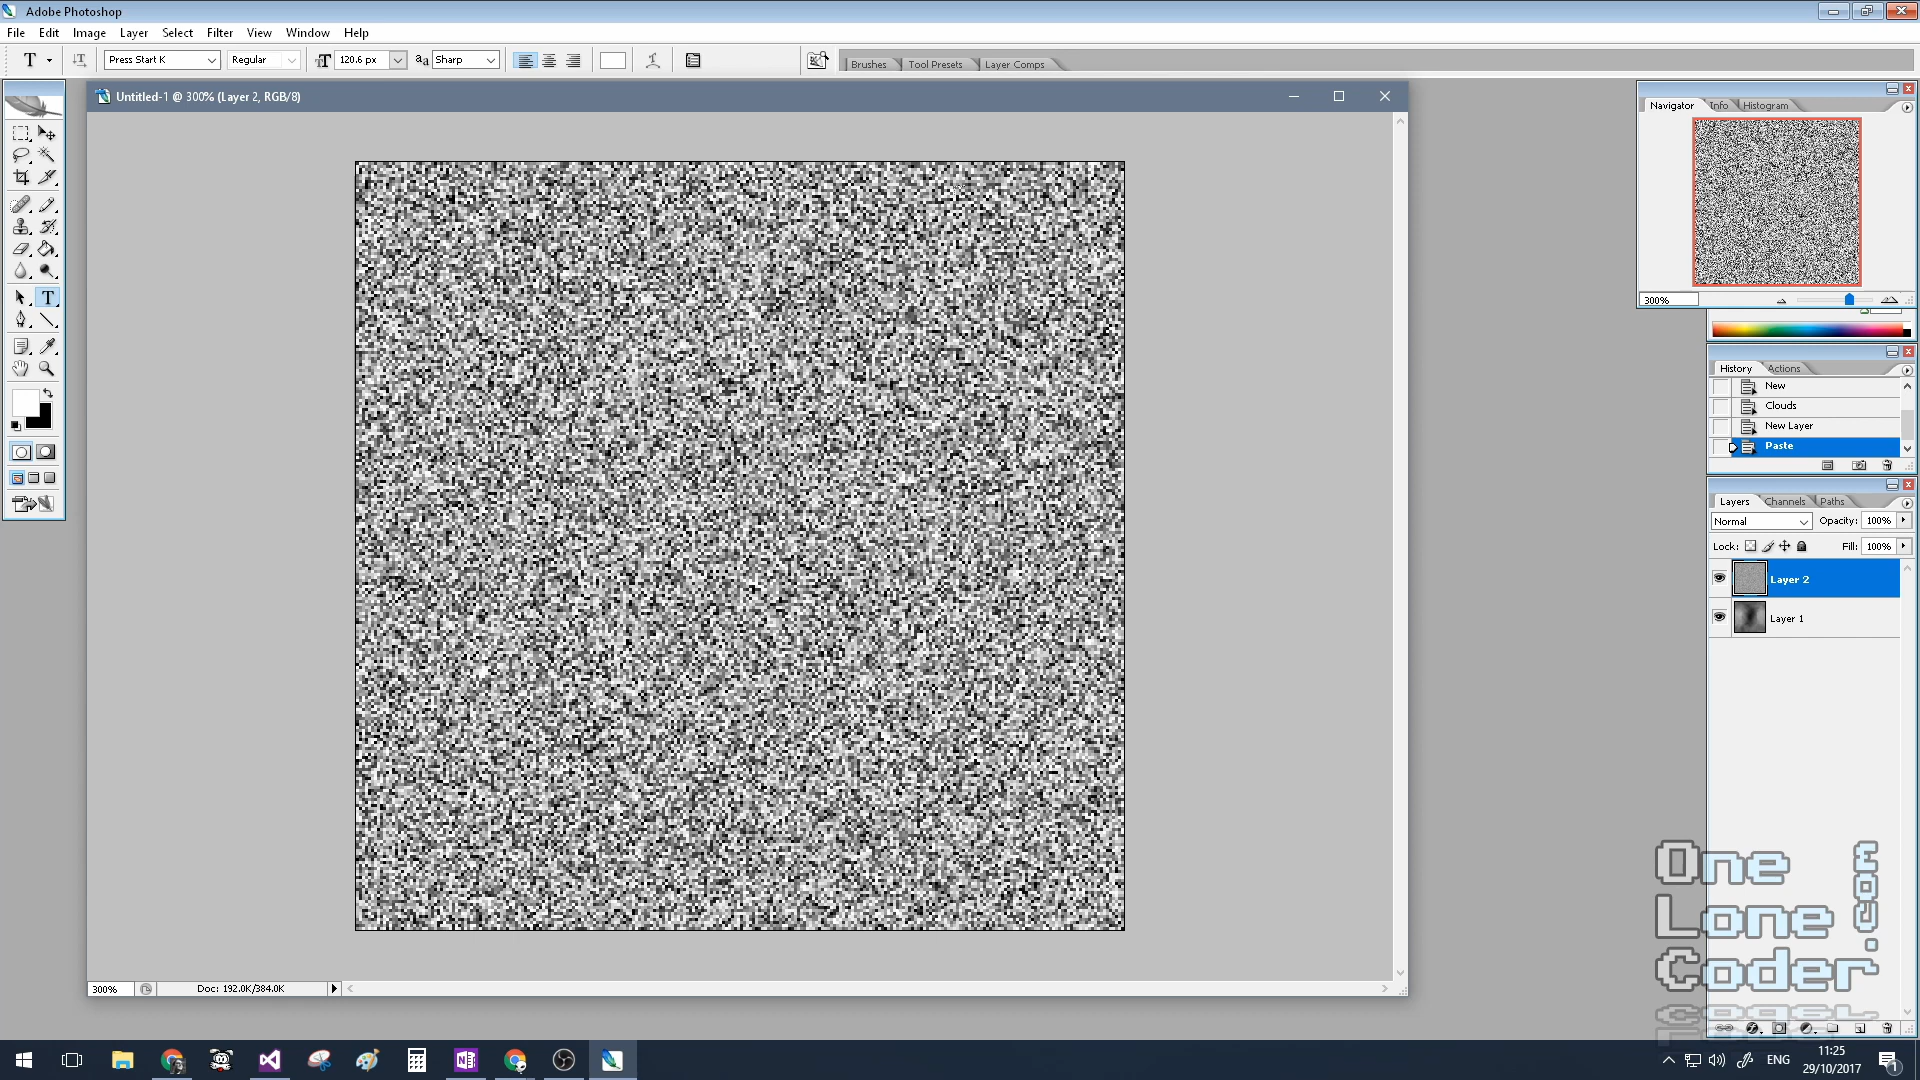 Adobe Photoshop
File Edit Image Layer Select Filter View Window Help
T T Press Start K Regular T 120.6 px aa Sharp Brushes Tool Presets Layer Comps
Untitled-1 @ 300% (Layer 2, RGB/8)
Navigator Info Histogram
300%
History Actions
New
Clouds
New Layer
Paste
Layers Channels Paths
Normal Opacity: 100%
Lock: Fill: 100%
Layer 2
Layer 1
T
300% Doc: 192.0K/384.0K
One
Lone
Coder
.com
ENG 11:25
29/10/2017
1